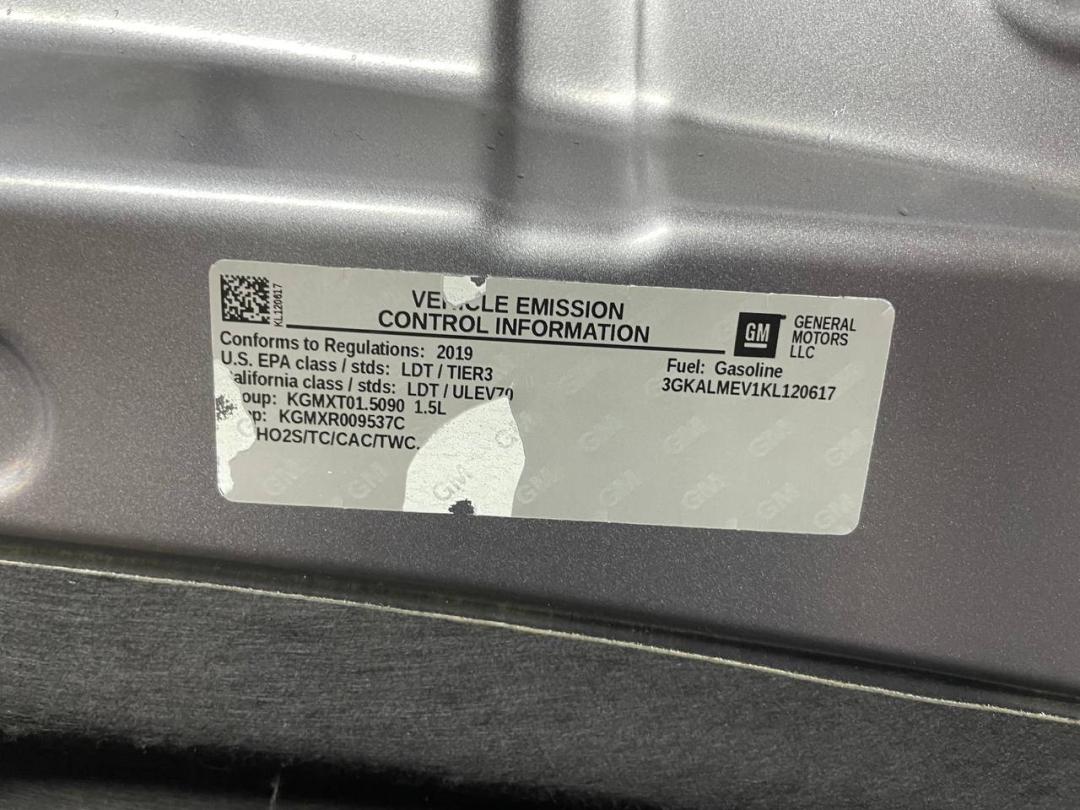 KL120617
VEHICLE EMISSION
CONTROL INFORMATION
GM
GENERAL
MOTORS
LLC
Conforms to Regulations: 2019
U.S. EPA class / stds: LDT / TIER3
alifornia class / stds: LDT / ULEV70
oup: KGMXT01.5090 1.5L
p: KGMXR009537C
HO2S/TC/CAC/TWC.
Fuel: Gasoline
3GKALMEV1KL120617